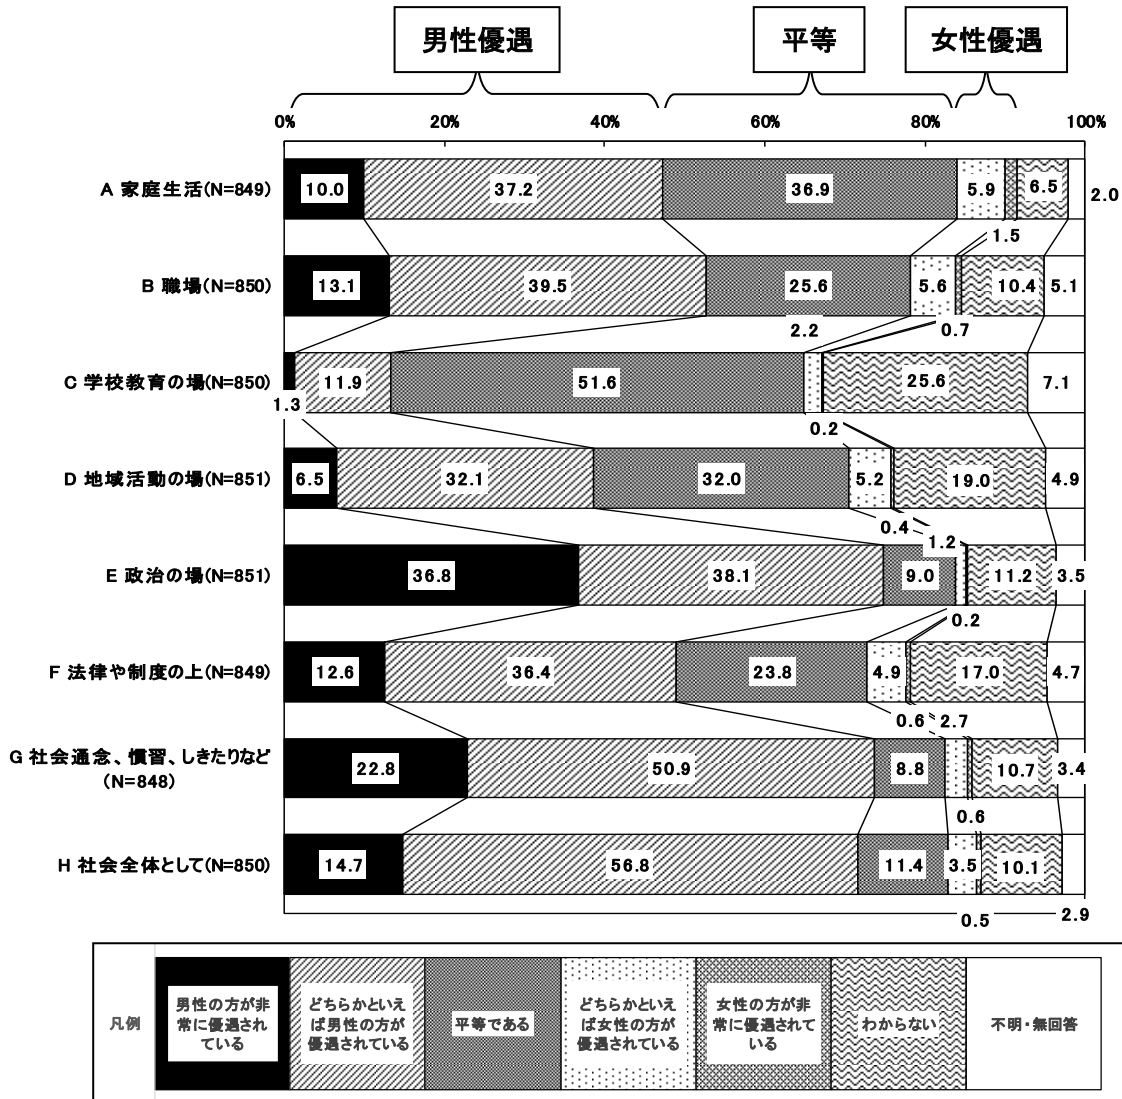 男性優遇 平等 女性優遇
0% 20% 40% 60% 80% 100%
A 家庭生活(N=849) 10.0 37.2 36.9 5.9 6.5 2.0
1.5
B 職場(N=850) 13.1 39.5 25.6 5.6 10.4 5.1
2.2 0.7
C 学校教育の場(N=850) 11.9 51.6 25.6 7.1
1.3
0.2
D 地域活動の場(N=851) 6.5 32.1 32.0 5.2 19.0 4.9
0.4
1.2
E 政治の場(N=851) 36.8 38.1 9.0 11.2 3.5
0.2
F 法律や制度の上(N=849) 12.6 36.4 23.8 4.9 17.0 4.7
0.6 2.7
G 社会通念、慣習、しきたりなど
(N=848)
22.8 50.9 8.8 10.7 3.4
0.6
H 社会全体として(N=850) 14.7 56.8 11.4 3.5 10.1
0.5 2.9
凡例
男性の方が非
常に優遇され
ている
どちらかといえ
ば男性の方が
優遇されている
平等である
どちらかといえ
ば女性の方が
優遇されている
女性の方が非
常に優遇されて
いる
わからない
不明・無回答